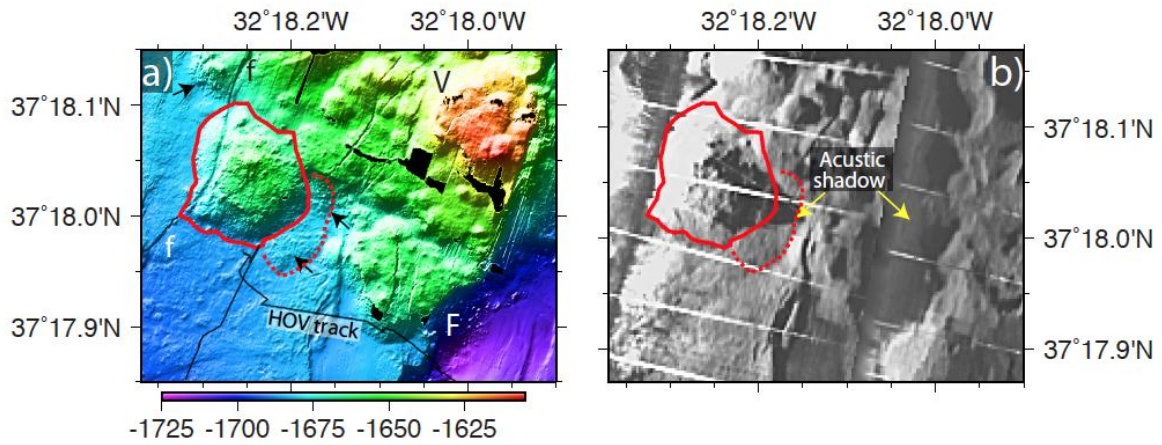 32°18.2'W 32°18.0'W
32°18.2'W 32°18.0'W
a)
f
V
b)
37°18.1'N
37°18.1'N
Acustic
shadow
37°18.0'N
37°18.0'N
f
HOV track
F
37°17.9'N
37°17.9'N
-1725 -1700 -1675 -1650 -1625